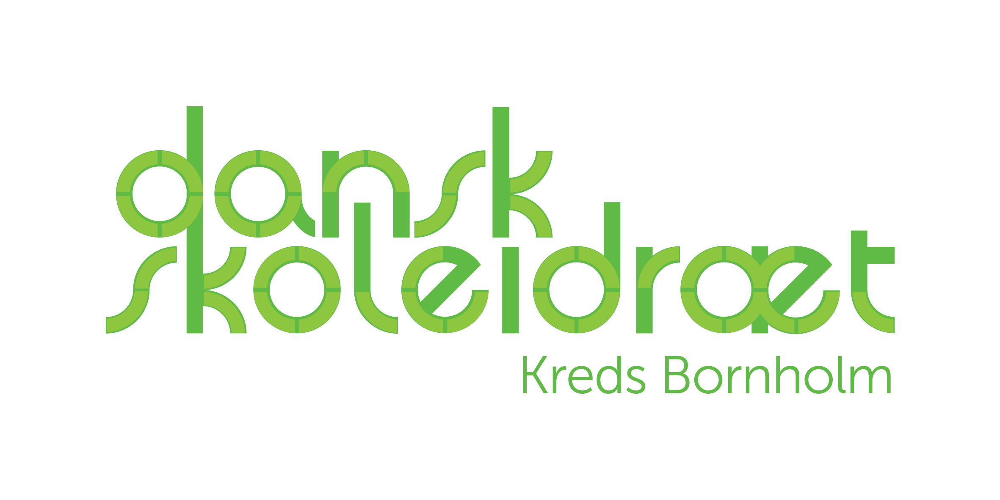 dansk
skoleidræt
Kreds Bornholm